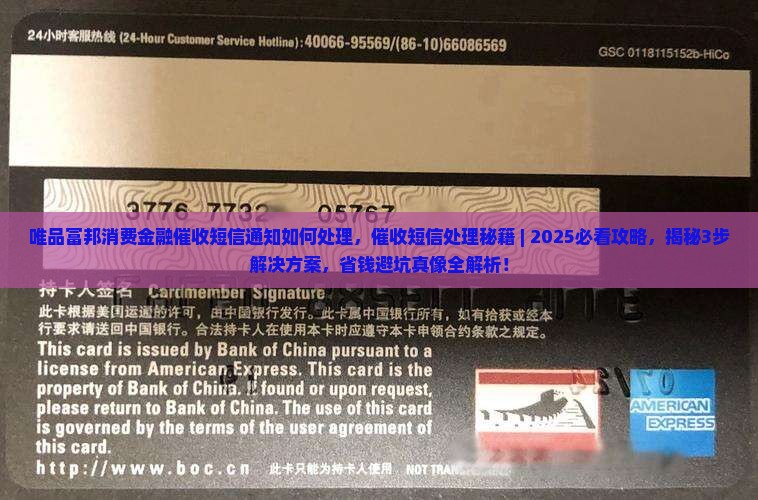 24小时客服热线 (24-Hour Customer Service Hotline):40066-95569/(86-10)66086569
GSC 0118115152b-HiCo
唯品富邦消费金融催收短信通知如何处理，催收短信处理秘籍 | 2025必看攻略，揭秘3步
解决方案，省钱避坑真像全解析！
持卡人签名 Cardmember Signature
此卡根据美国运通的许可，由中国银行发行。此卡属中国银行所有，如有拾获或经本
行要求请送回中国银行。合法持卡人在使用本卡时应遵守本卡申领合约条款之规定。
This card is issued by Bank of China pursuant to a
license from American Express. This card is the
property of Bank of China. If found or upon request,
please return to Bank of China. The use of this card
is governed by the terms of the user agreement of
this card.
AMERICAN
EXPRESS
http://www.boc.cn 此卡只能为持卡人使用 NOT